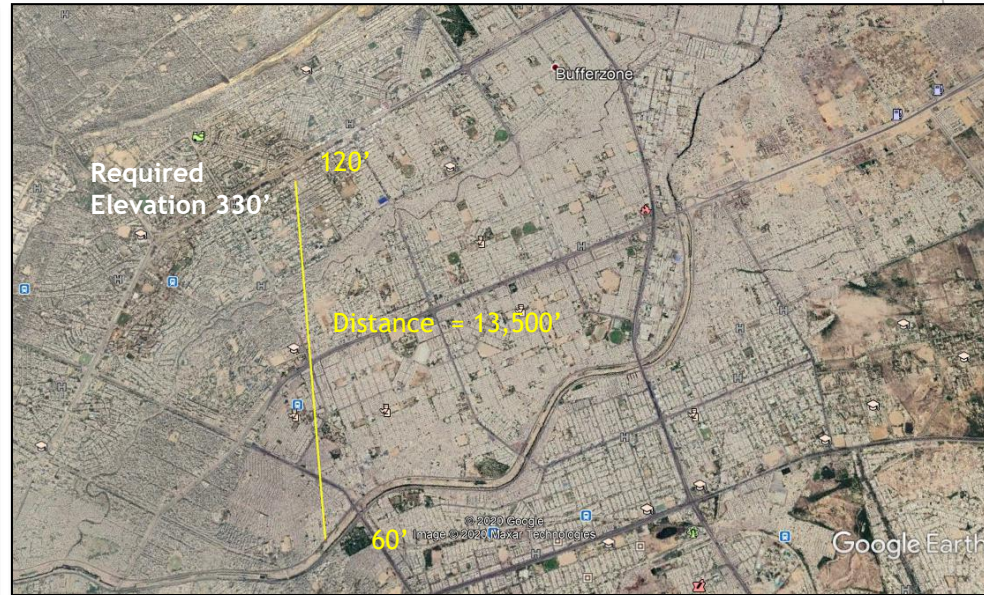 Bufferzone
120’
Required
Elevation 330’
Distance = 13,500’
60’
© 2020 Google
Image © 2020 Maxar Technologies
Google Earth